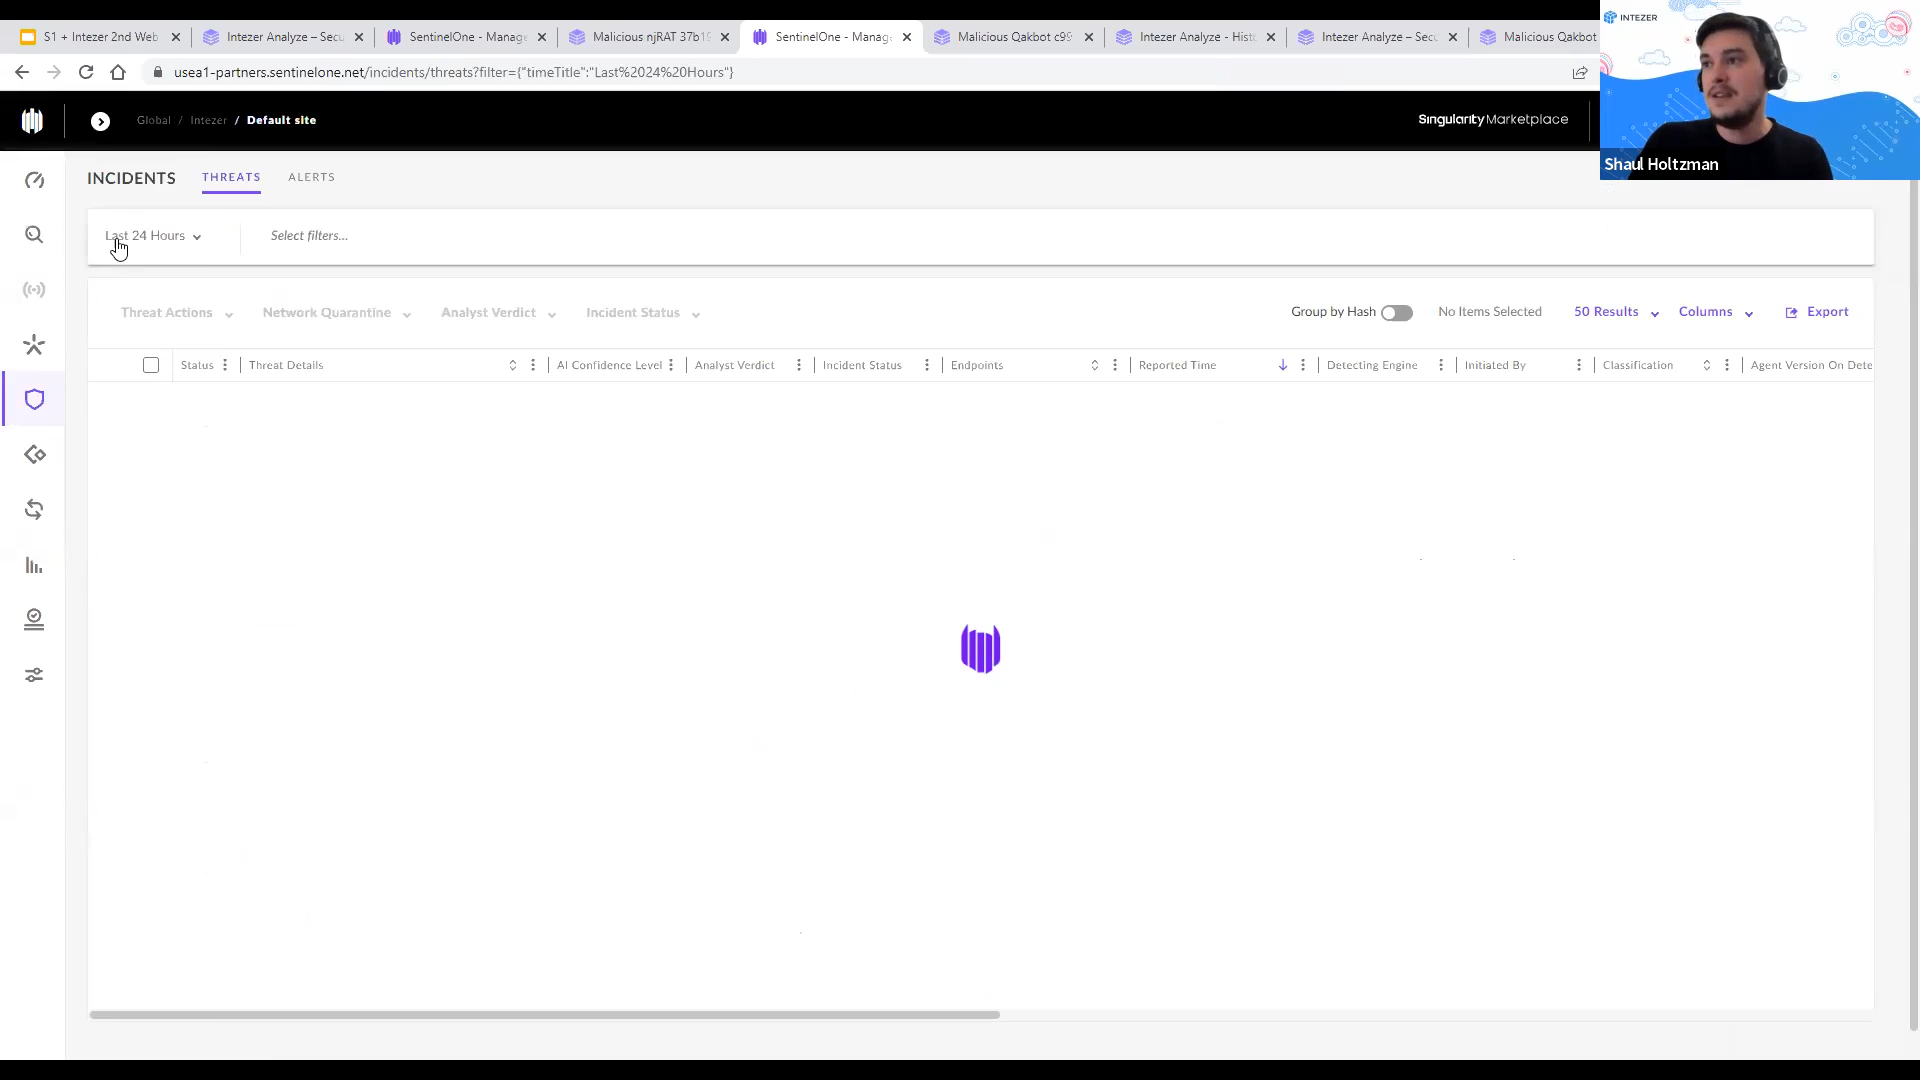 S1 + Intezer 2nd Web
Intezer Analyze – Secu
SentinelOne - Manage
Malicious njRAT 37b19
SentinelOne - Manage
Malicious Qakbot c99
Intezer Analyze - Hist
Intezer Analyze – Secu
Malicious Qakbot
INTEZER
usea1-partners.sentinelone.net/incidents/threats?filter={"timeTitle":"Last%2024%20Hours"}
Global / Intezer / Default site
Singularity Marketplace
Shaul Holtzman
INCIDENTS THREATS ALERTS
Last 24 Hours Select filters...
Threat Actions Network Quarantine Analyst Verdict Incident Status Group by Hash No Items Selected 50 Results Columns Export
Status Threat Details AI Confidence Level Analyst Verdict Incident Status Endpoints Reported Time Detecting Engine Initiated By Classification Agent Version On Dete